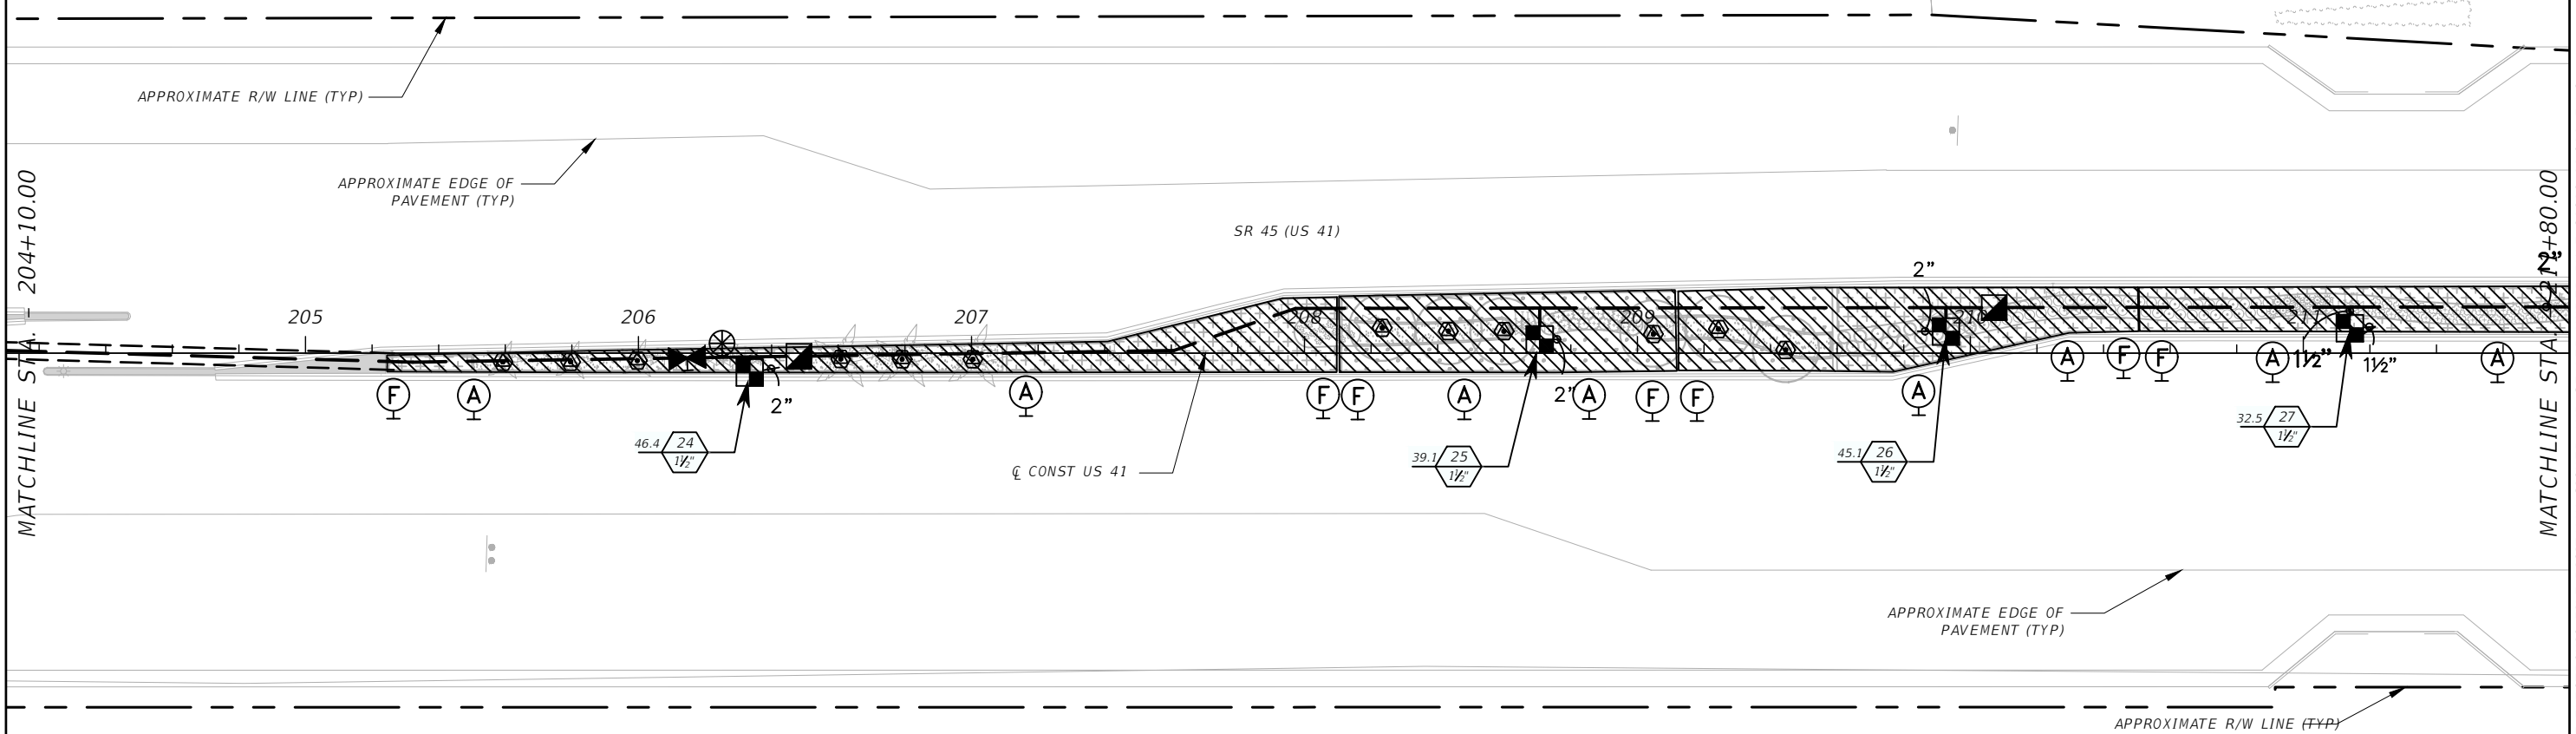 APPROXIMATE R/W LINE (TYP)
APPROXIMATE EDGE OF
PAVEMENT (TYP)
SR 45 (US 41)
MATCHLINE STA. 204+10.00
205
206
207
208
209
210
2"
2"
F
A
2"
A
F
F
A
2"
A
F
F
A
A
F
F
A
1½"
1½"
A
46.4
24
1½"
39.1
25
1½"
45.1
26
1½"
32.5
27
1½"
℄ CONST US 41
APPROXIMATE EDGE OF
PAVEMENT (TYP)
APPROXIMATE R/W LINE (TYP)